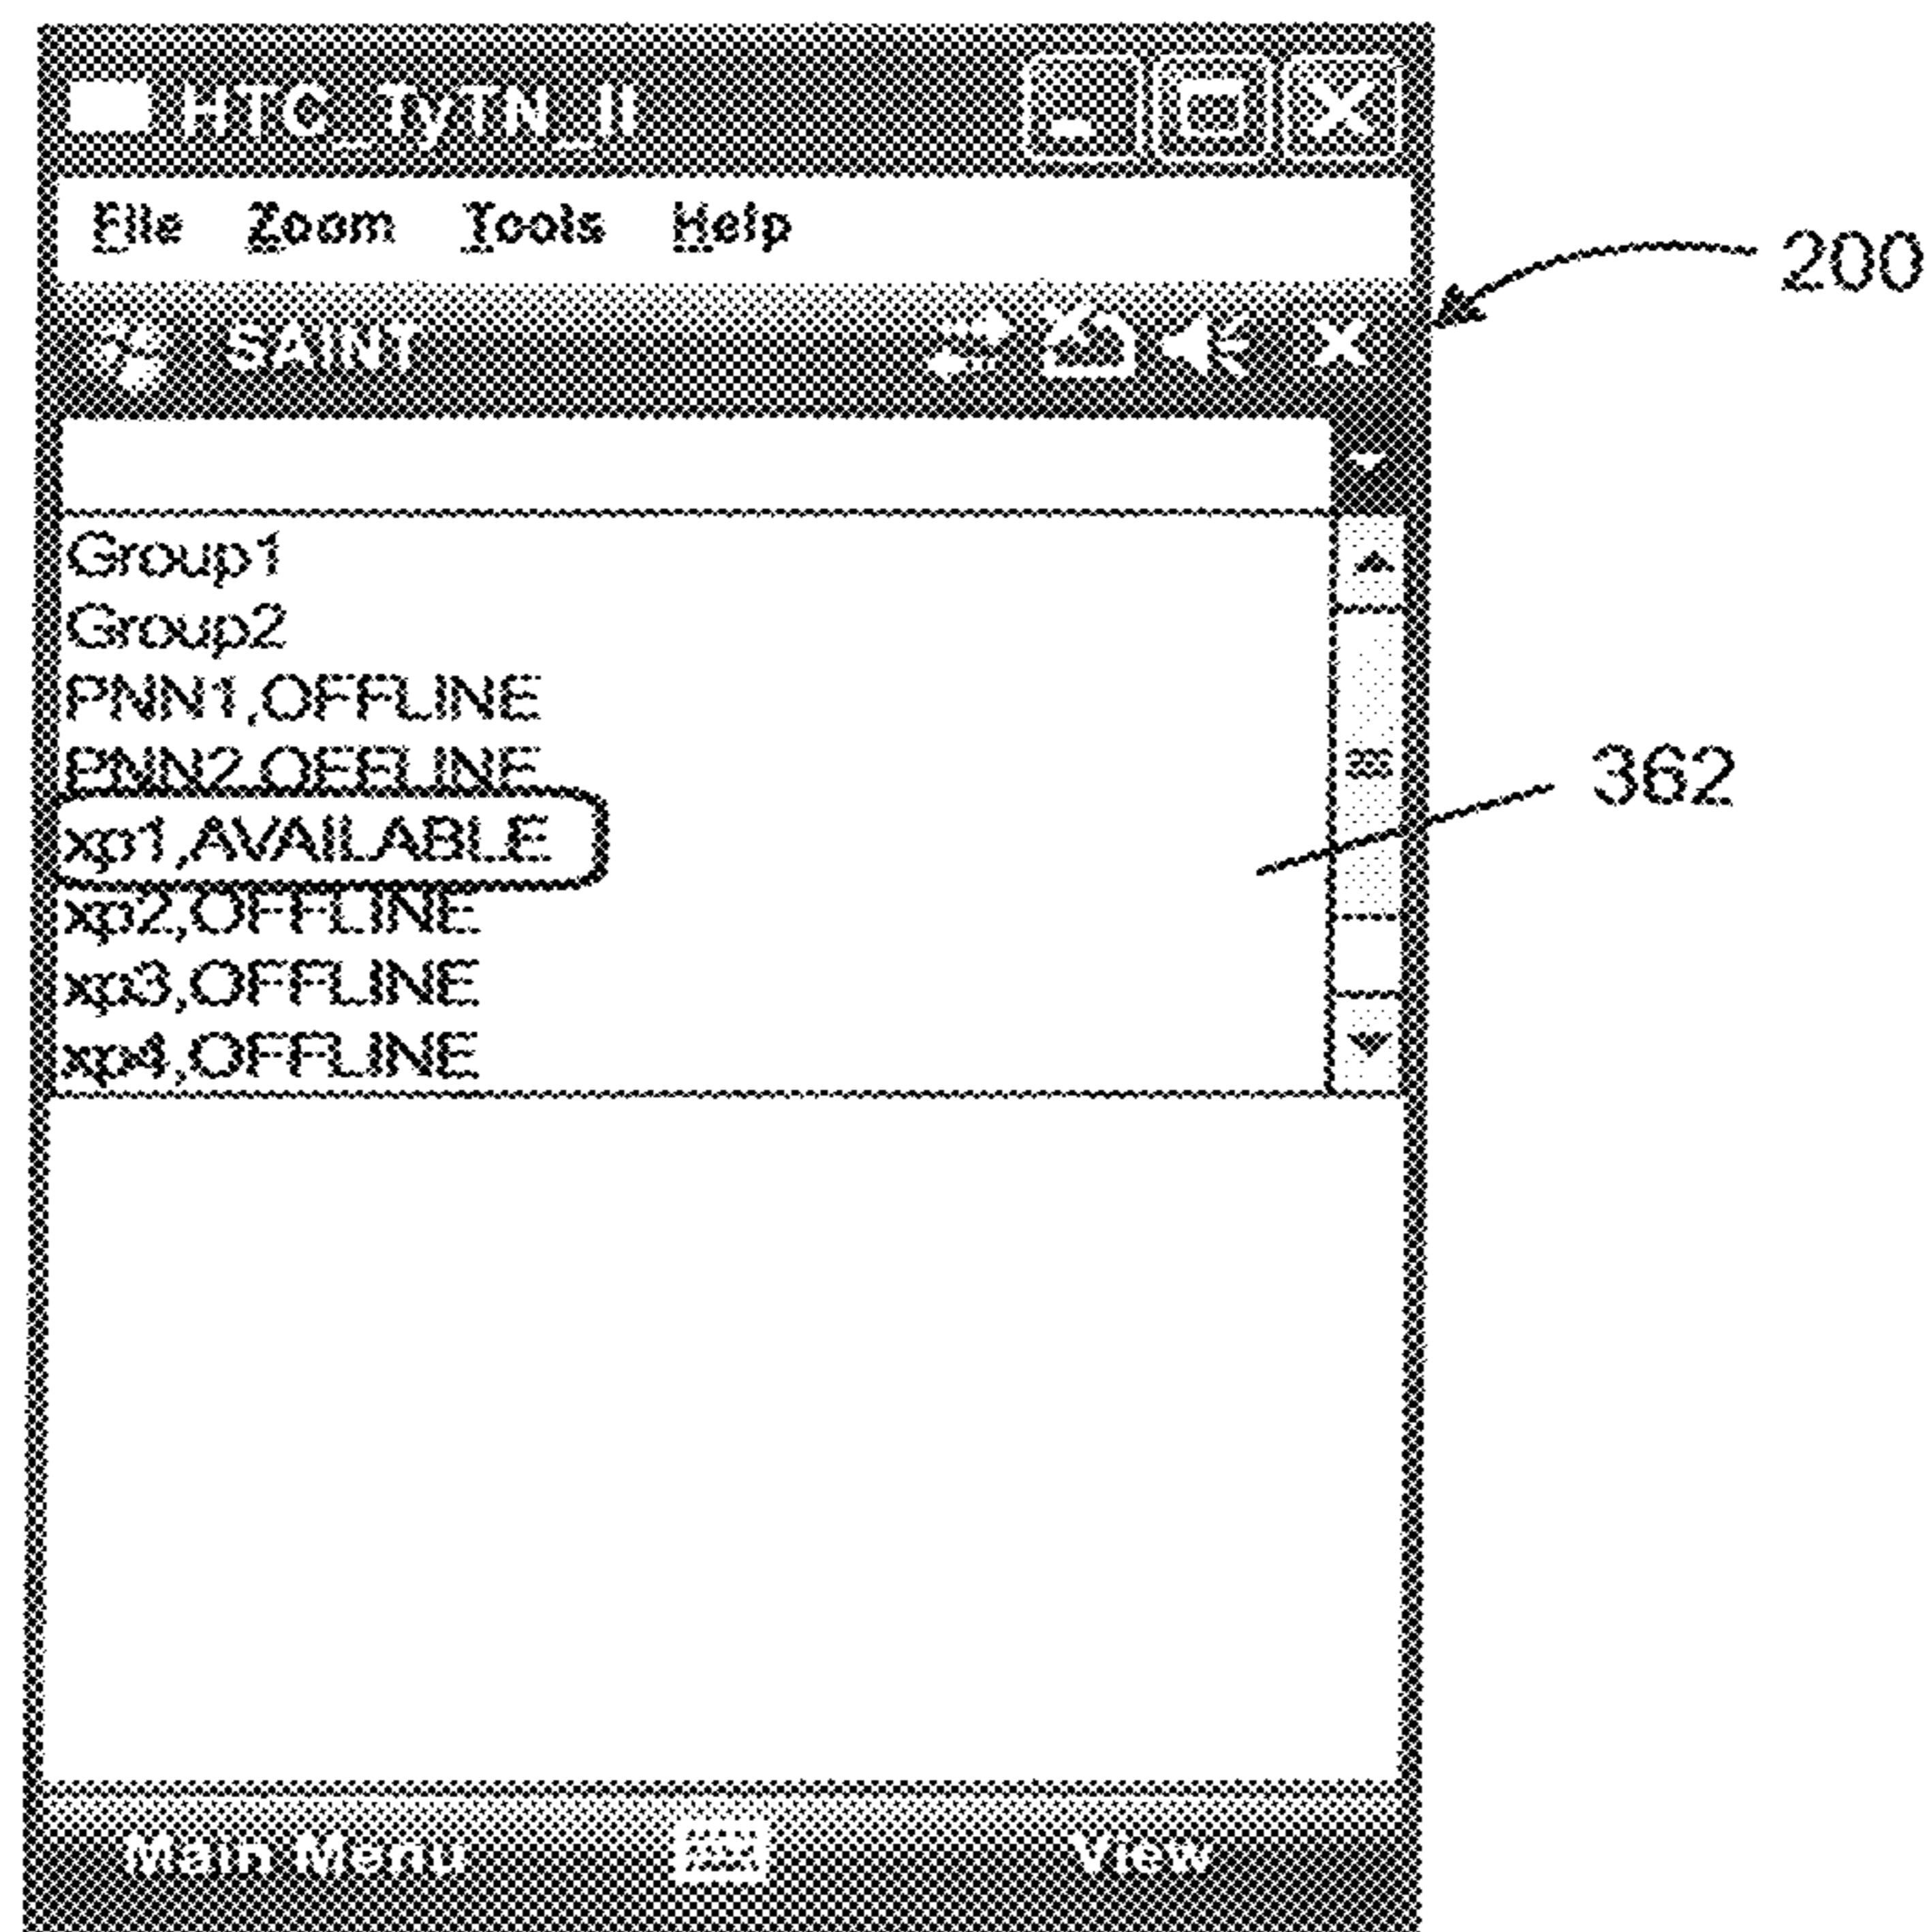 HTC_TyTN_II
File Zoom Tools Help
200
SAINT
Group1
Group2
PNN1,OFFLINE
PNN2,OFFLINE
362
xp1,AVAILABLE
xp2,OFFLINE
xp3,OFFLINE
xp4,OFFLINE
Main Menu View